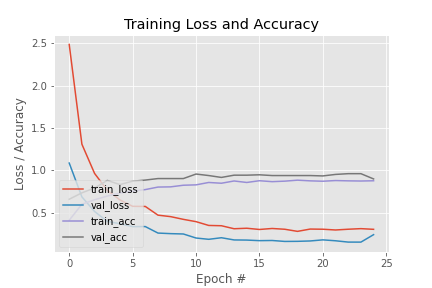 Training Loss and Accuracy
2.5
2.0
1.5
1.0
0.5
Loss / Accuracy
train_loss
val_loss
train_acc
val_acc
0 5 10 15 20 25
Epoch #